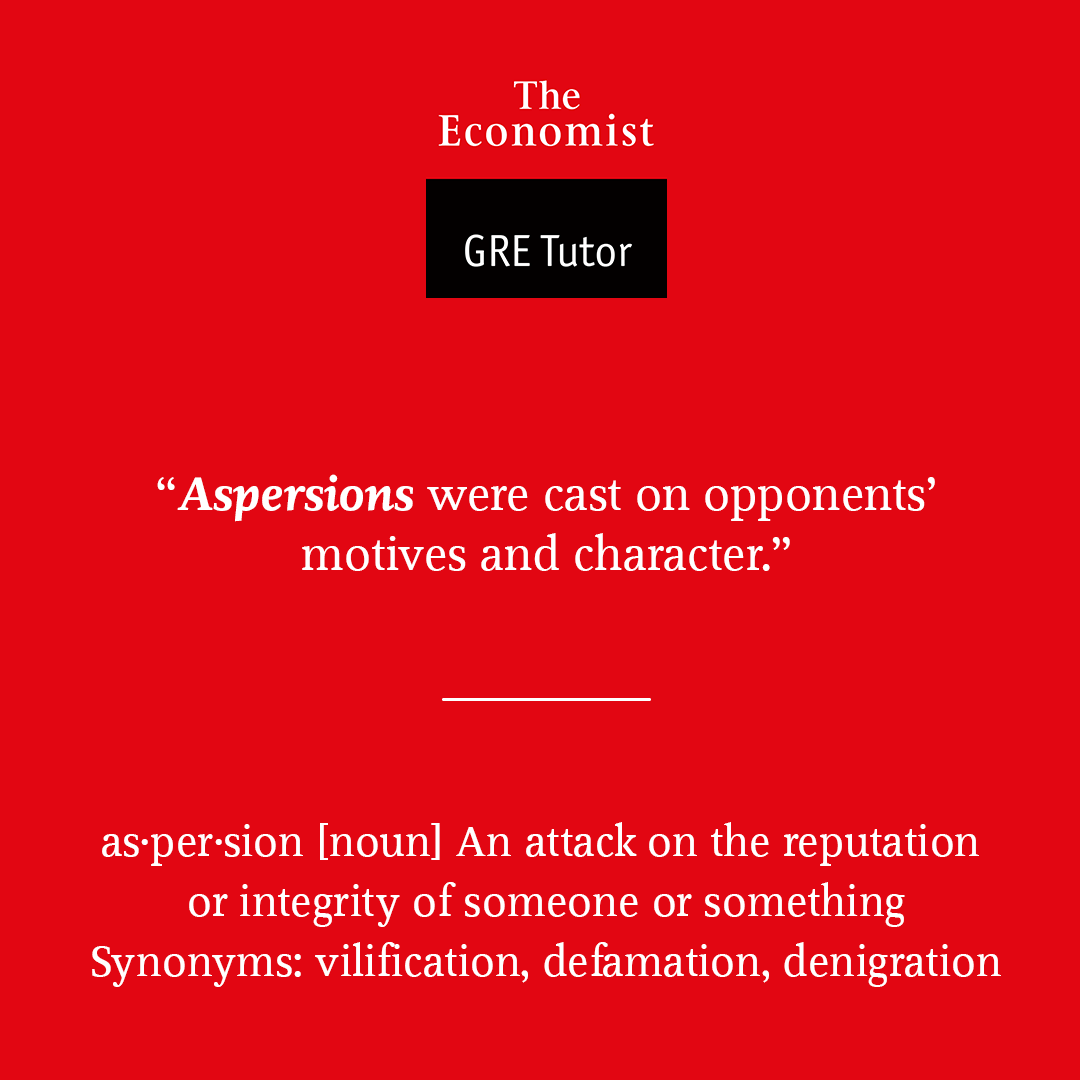 The
Economist
GRE Tutor
“Aspersions were cast on opponents’
motives and character.”
as·per·sion [noun] An attack on the reputation
or integrity of someone or something
Synonyms: vilification, defamation, denigration